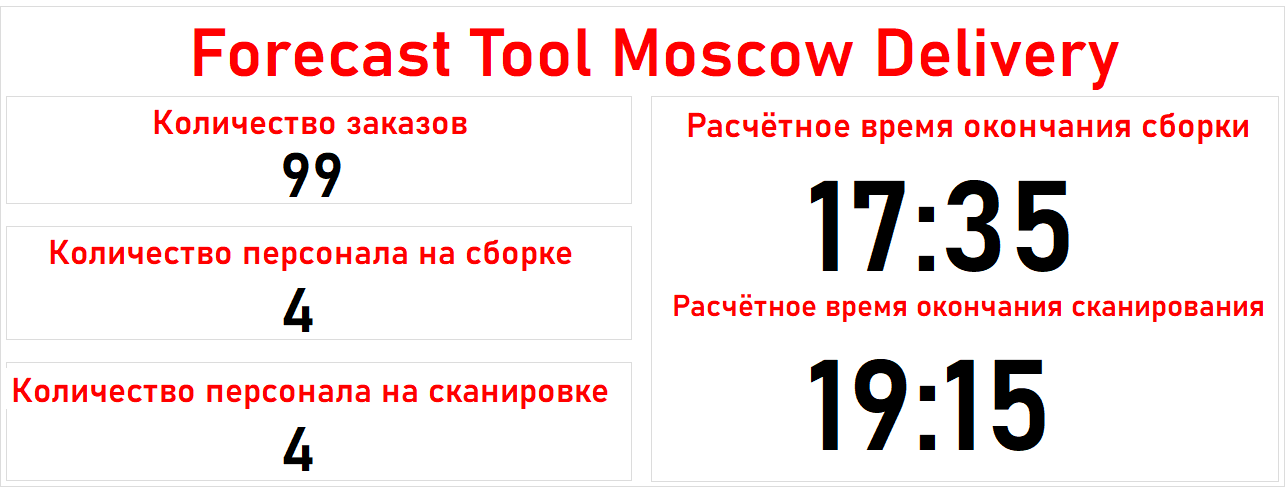 Forecast Tool Moscow Delivery
Количество заказов
99
Количество персонала на сборке
4
Количество персонала на сканировке
4
Расчётное время окончания сборки
17:35
Расчётное время окончания сканирования
19:15